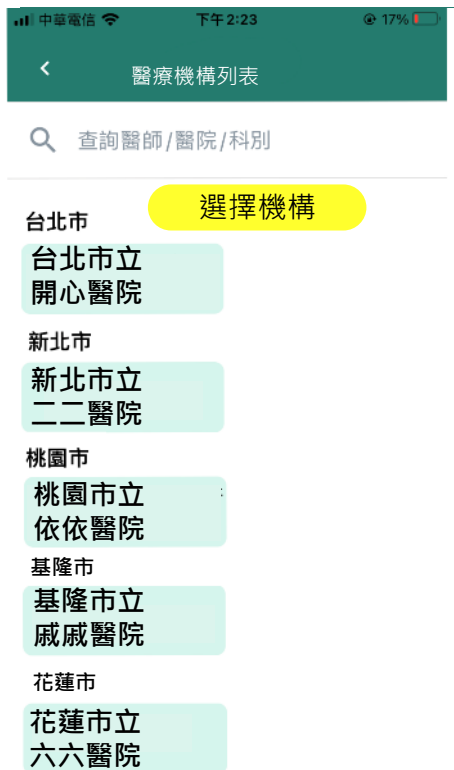 中華電信 下午2:23 17%
醫療機構列表
查詢醫師/醫院/科別
選擇機構
台北市
台北市立
開心醫院
新北市
新北市立
二二醫院
桃園市
桃園市立
依依醫院
基隆市
基隆市立
戚戚醫院
花蓮市
花蓮市立
六六醫院